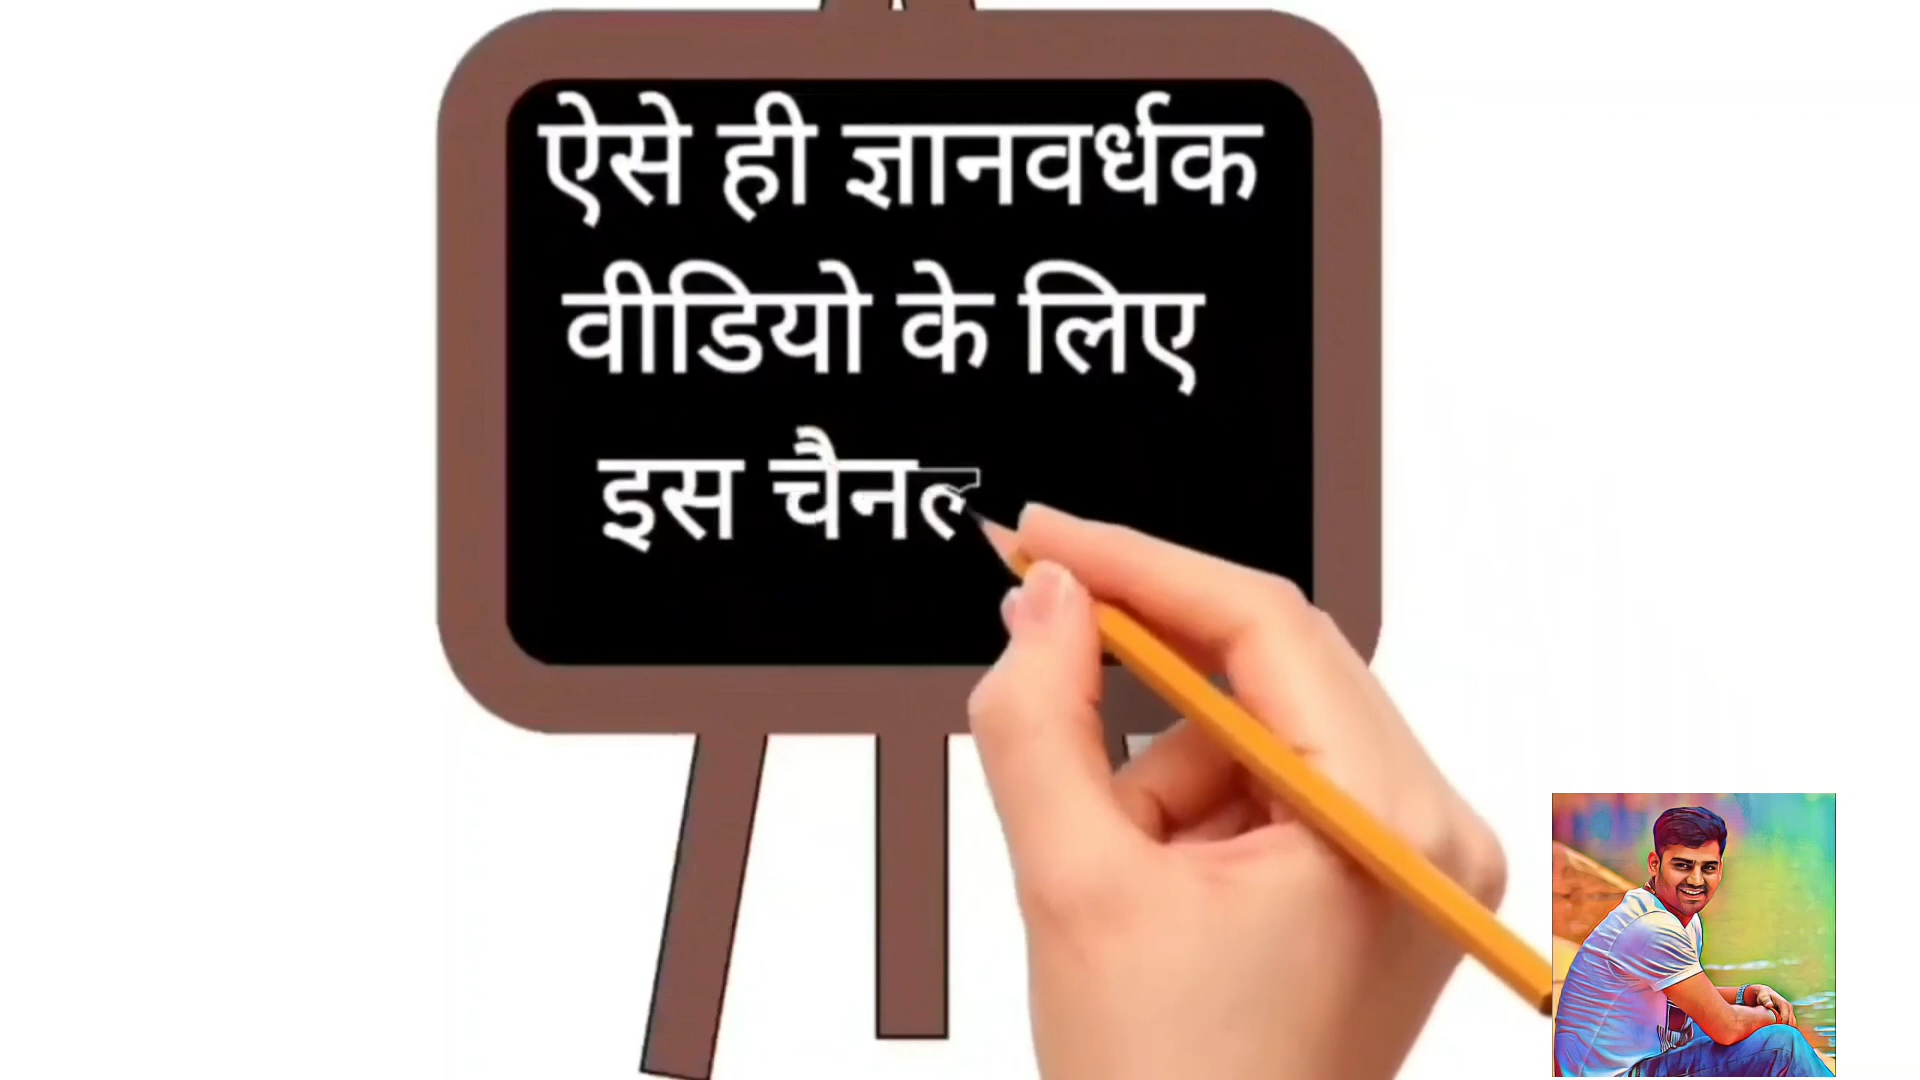 ऐसे ही ज्ञानवर्धक
वीडियो के लिए
इस चैनल